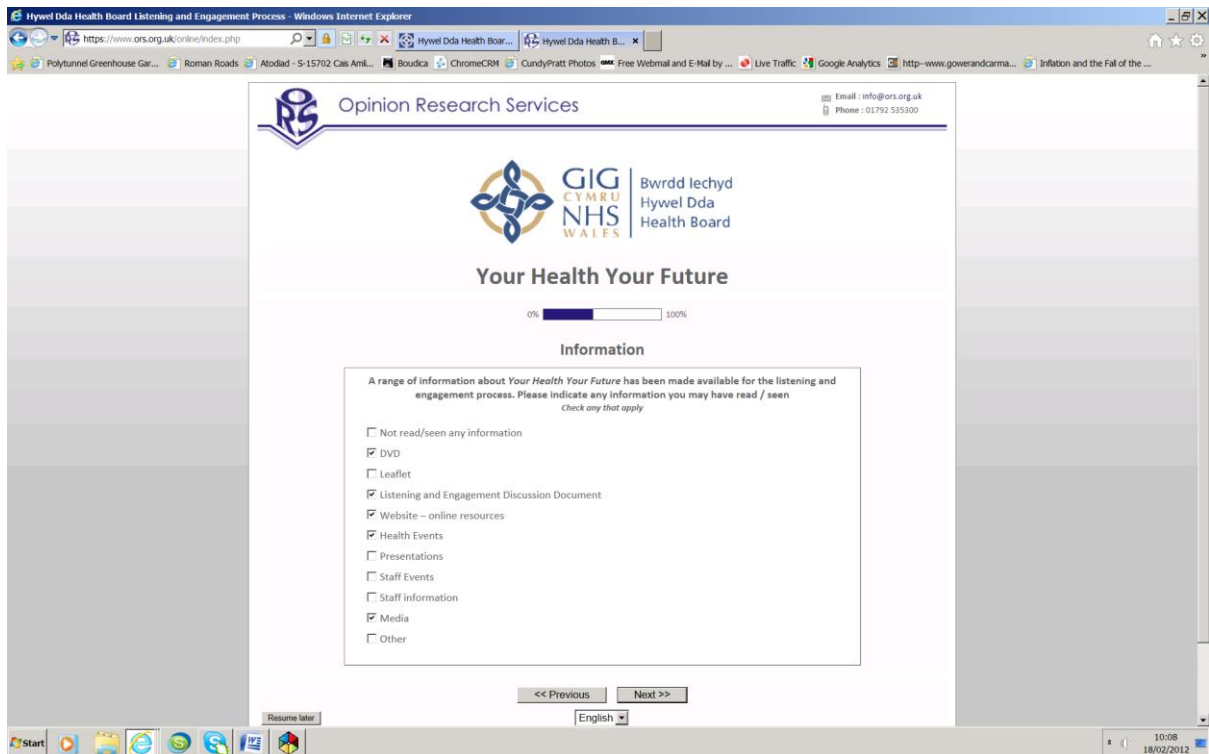 Hywel Dda Health Board Listening and Engagement Process - Windows Internet Explorer
https://www.ors.org.uk/online/index.php
Hywel Dda Health Boar...
Hywel Dda Health B...
Polytunnel Greenhouse Gar...
Roman Roads
Atodiad - S-15702 Cais Aml...
Boudica
ChromeCRM
CundyPratt Photos
Free Webmail and E-Mail by ...
Live Traffic
Google Analytics
http--www.gowerandcarma...
Inflation and the Fall of the ...
ORS
Opinion Research Services
Email : info@ors.org.uk
Phone : 01792 535300
GIG
CYMRU
NHS
WALES
Bwrdd Iechyd
Hywel Dda
Health Board
Your Health Your Future
0% 100%
Information
A range of information about Your Health Your Future has been made available for the listening and
engagement process. Please indicate any information you may have read / seen
Check any that apply
Not read/seen any information
DVD
Leaflet
Listening and Engagement Discussion Document
Website – online resources
Health Events
Presentations
Staff Events
Staff information
Media
Other
<< Previous
Next >>
Resume later
English
Start
10:08
18/02/2012